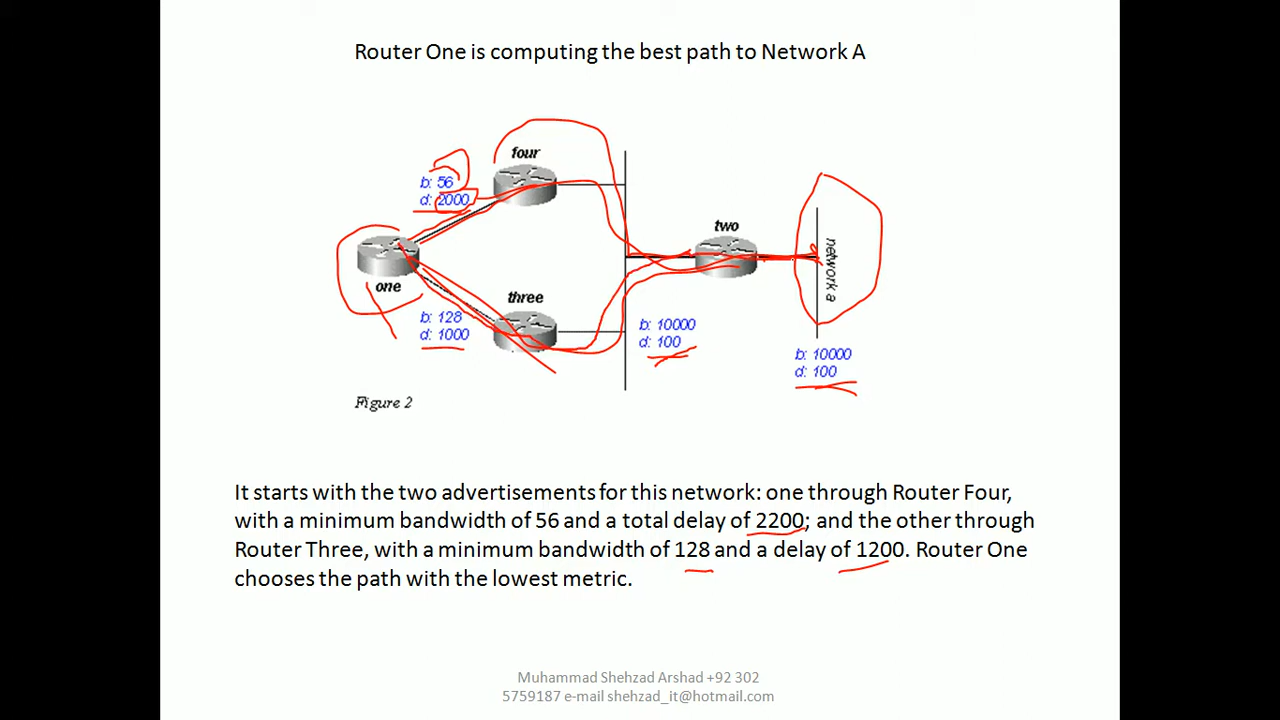 Router One is computing the best path to Network A
four
b: 56
d: 2000
two
network a
one
three
b: 128
d: 1000
b: 10000
d: 100
b: 10000
d: 100
Figure 2
It starts with the two advertisements for this network: one through Router Four,
with a minimum bandwidth of 56 and a total delay of 2200; and the other through
Router Three, with a minimum bandwidth of 128 and a delay of 1200. Router One
chooses the path with the lowest metric.
Muhammad Shehzad Arshad +92 302
5759187 e-mail shehzad_it@hotmail.com